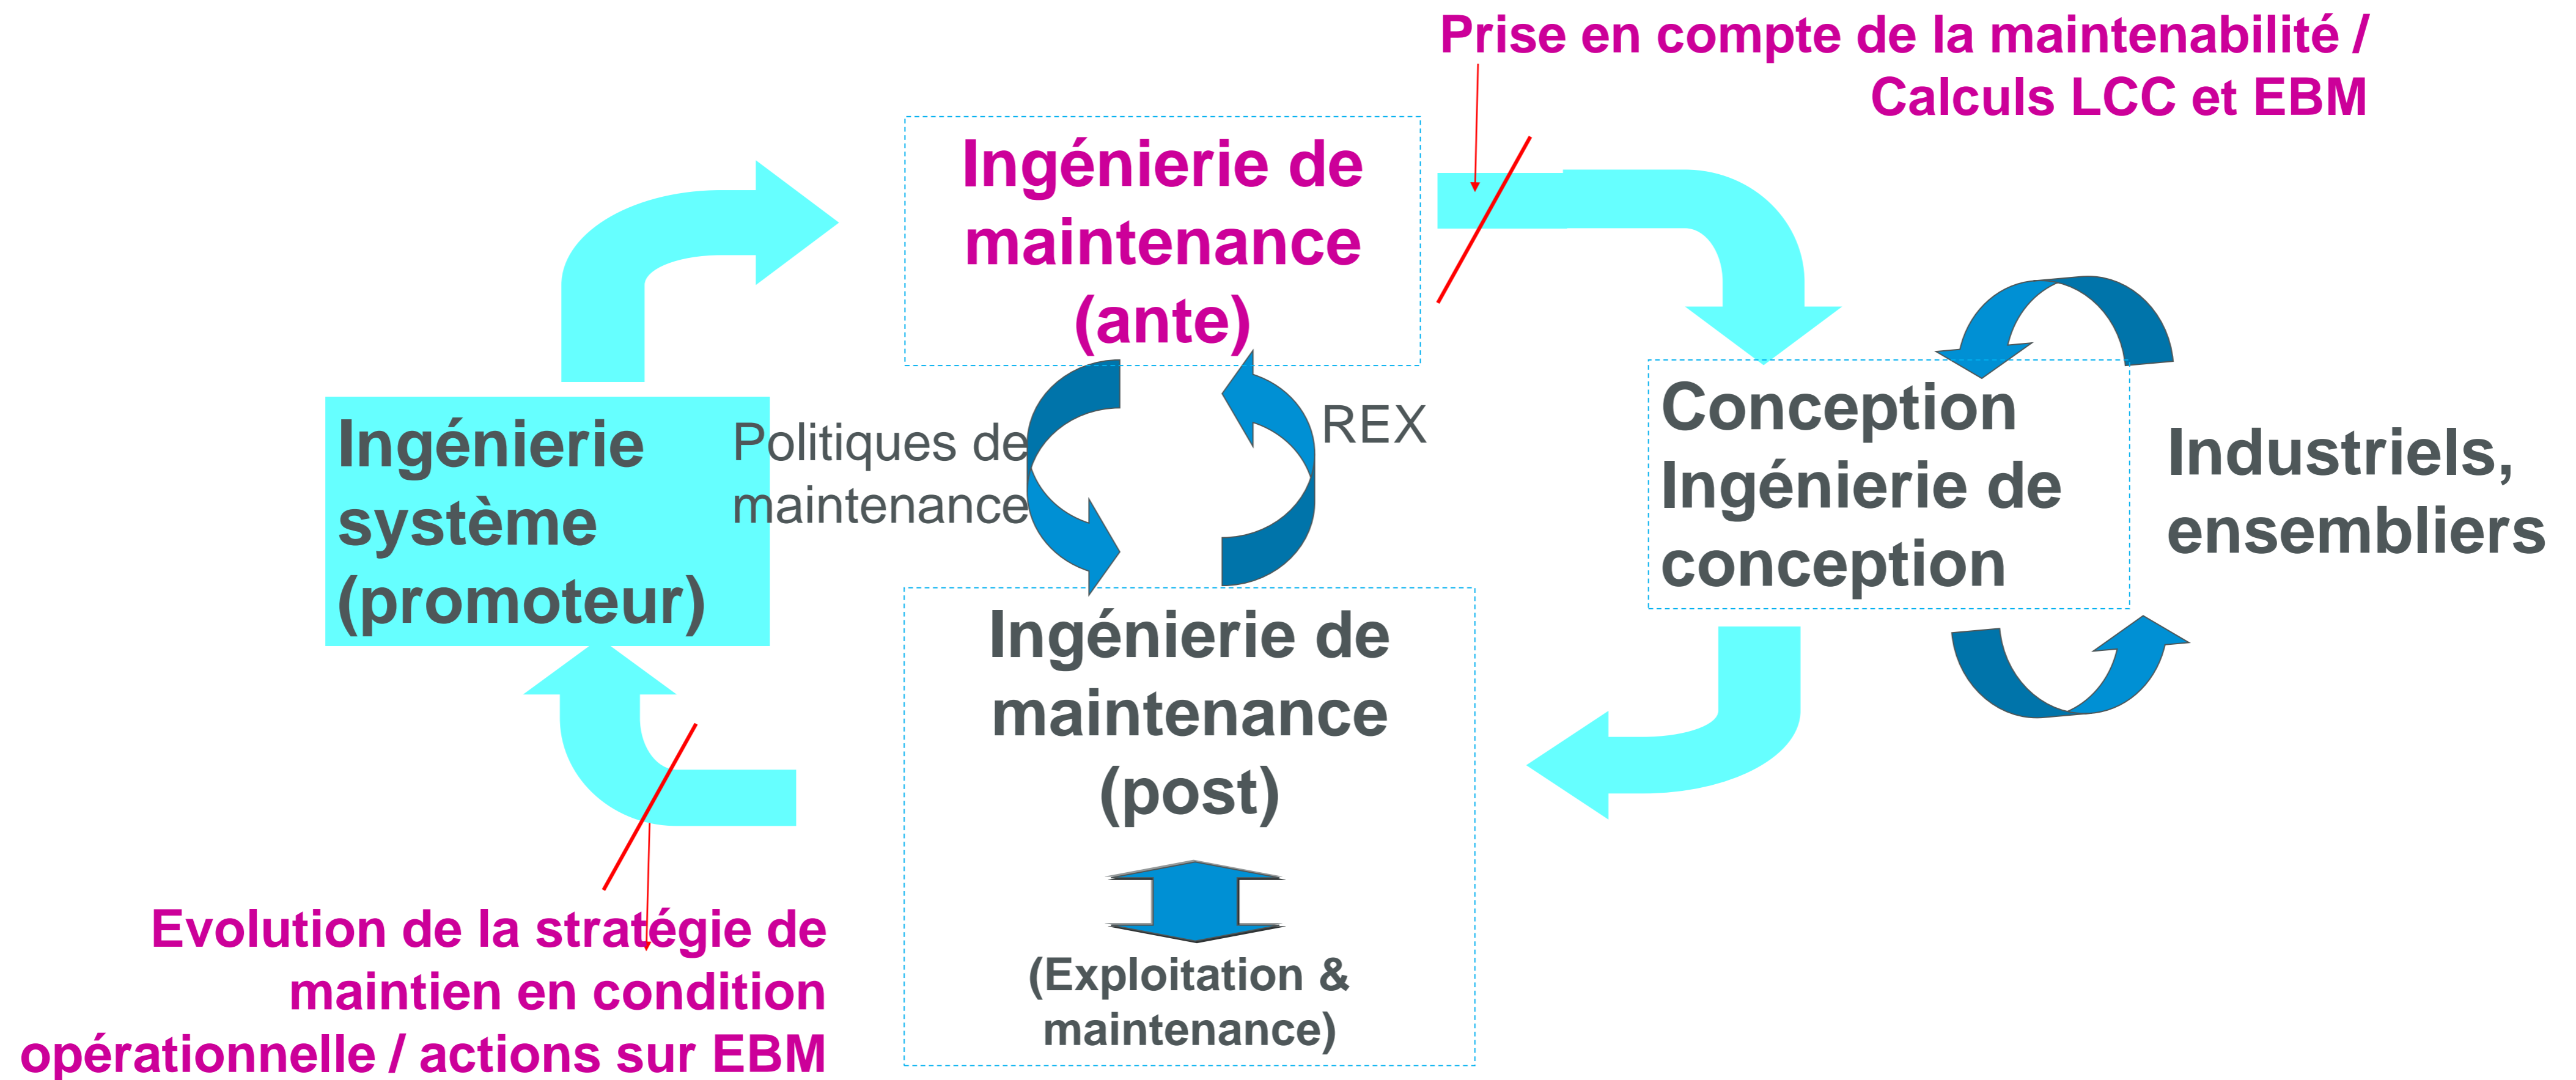 Prise en compte de la maintenabilité /
Calculs LCC et EBM
Ingénierie de
maintenance
(ante)
Ingénierie
système
(promoteur)
Politiques de
maintenance
REX
Conception
Ingénierie de
conception
Industriels,
ensembliers
Ingénierie de
maintenance
(post)
(Exploitation &
maintenance)
Evolution de la stratégie de
maintien en condition
opérationnelle / actions sur EBM